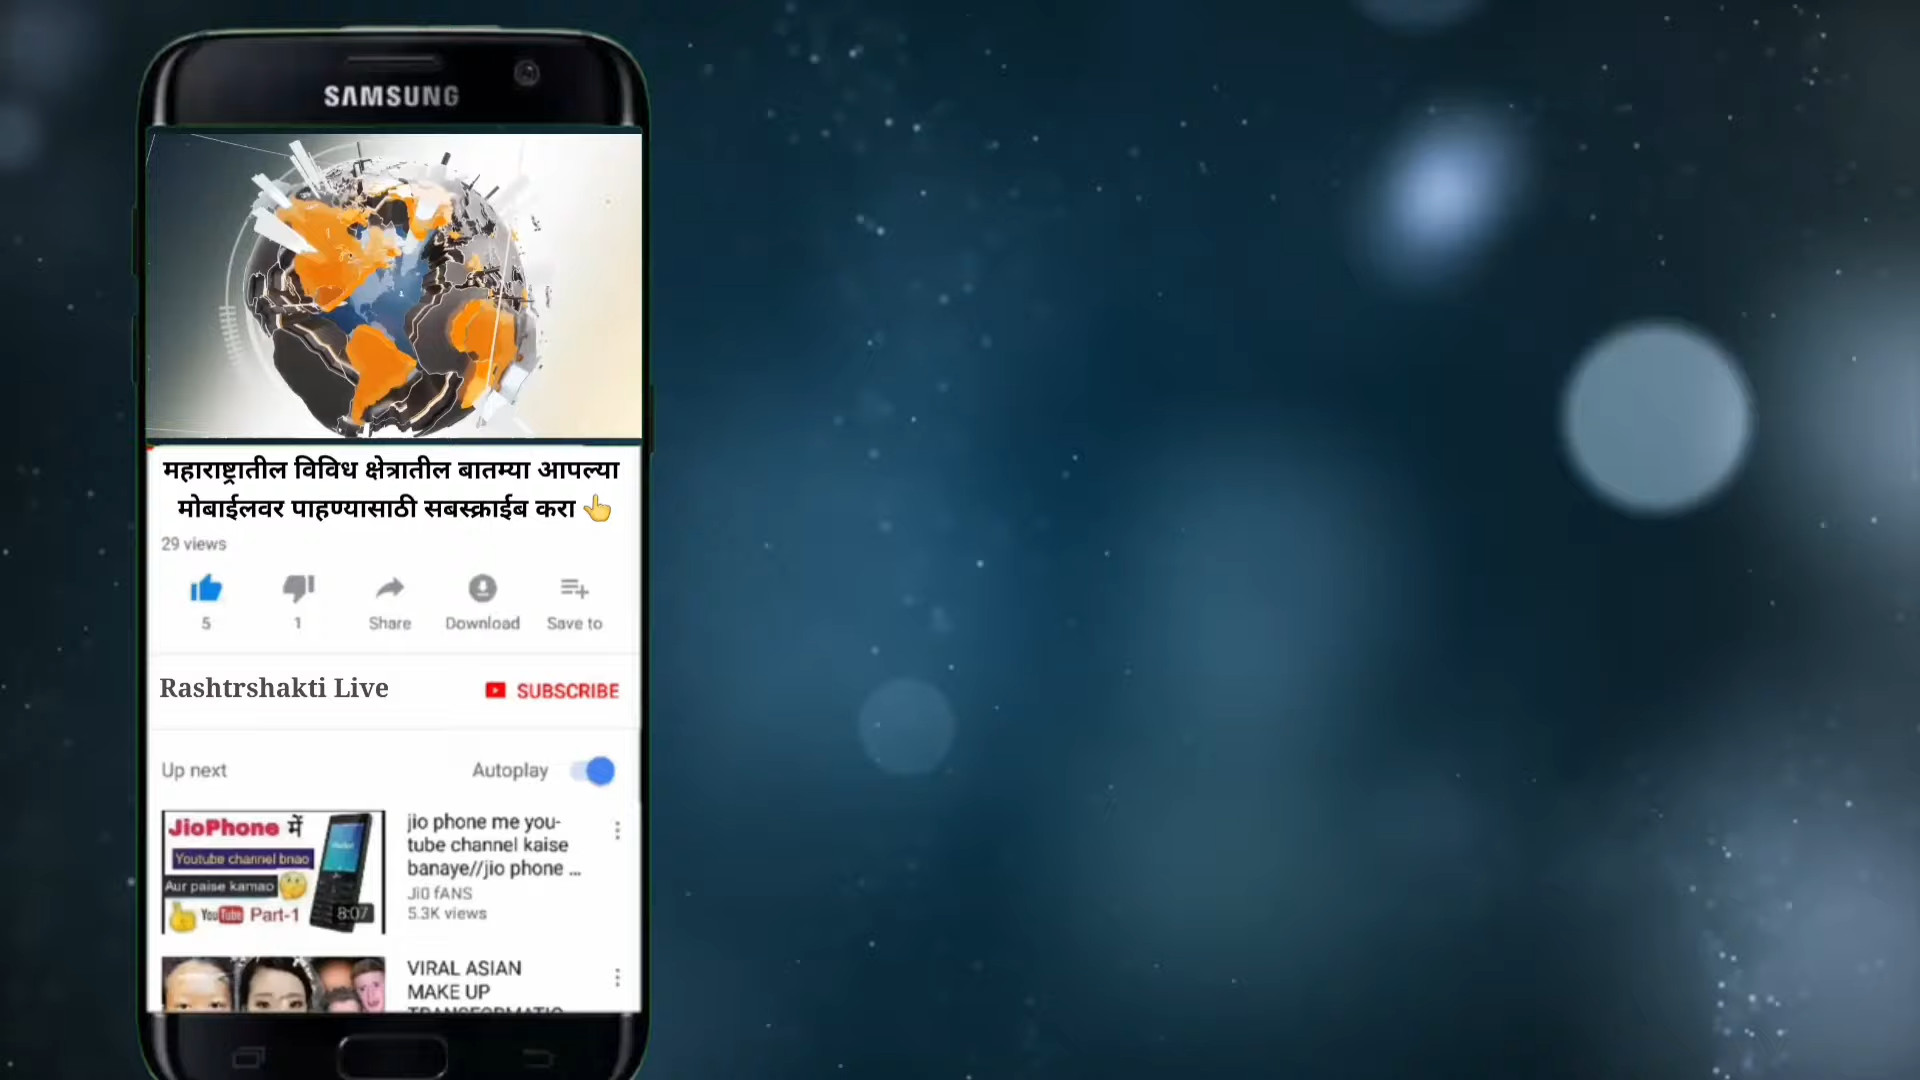 SAMSUNG
महाराष्ट्रातील विविध क्षेत्रातील बातम्या आपल्या
मोबाईलवर पाहण्यासाठी सबस्क्राईब करा 👆
29 views
5
1
Share
Download
Save to
Rashtrshakti Live
SUBSCRIBE
Up next
Autoplay
JioPhone में
Youtube channel bnao
Aur paise kamao
YouTube Part-1
8:07
jio phone me you-
tube channel kaise
banaye//jio phone ...
JiO fANS
5.3K views
VIRAL ASIAN
MAKE UP